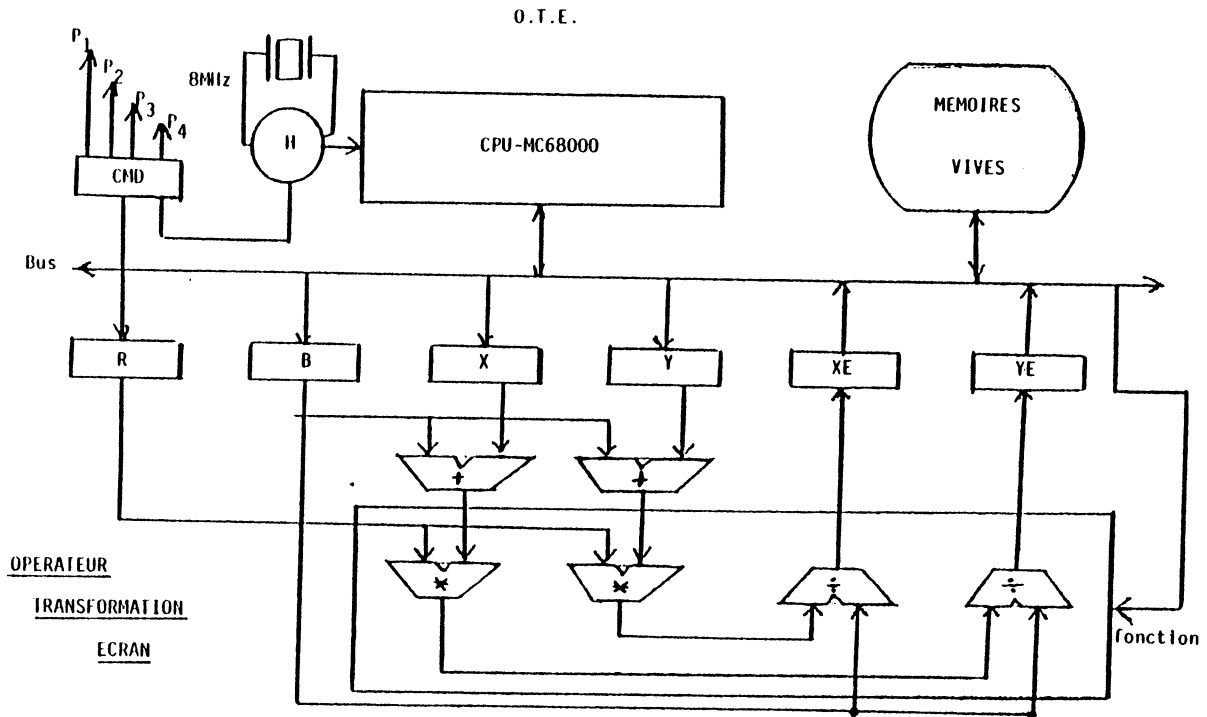 O.T.E.
P1
P2
P3
P4
8MHz
H
CMD
CPU-MC68000
MEMOIRES
VIVES
Bus
R
B
X
Y
XE
YE
+
+
*
*
÷
÷
OPERATEUR
TRANSFORMATION
ECRAN
fonction